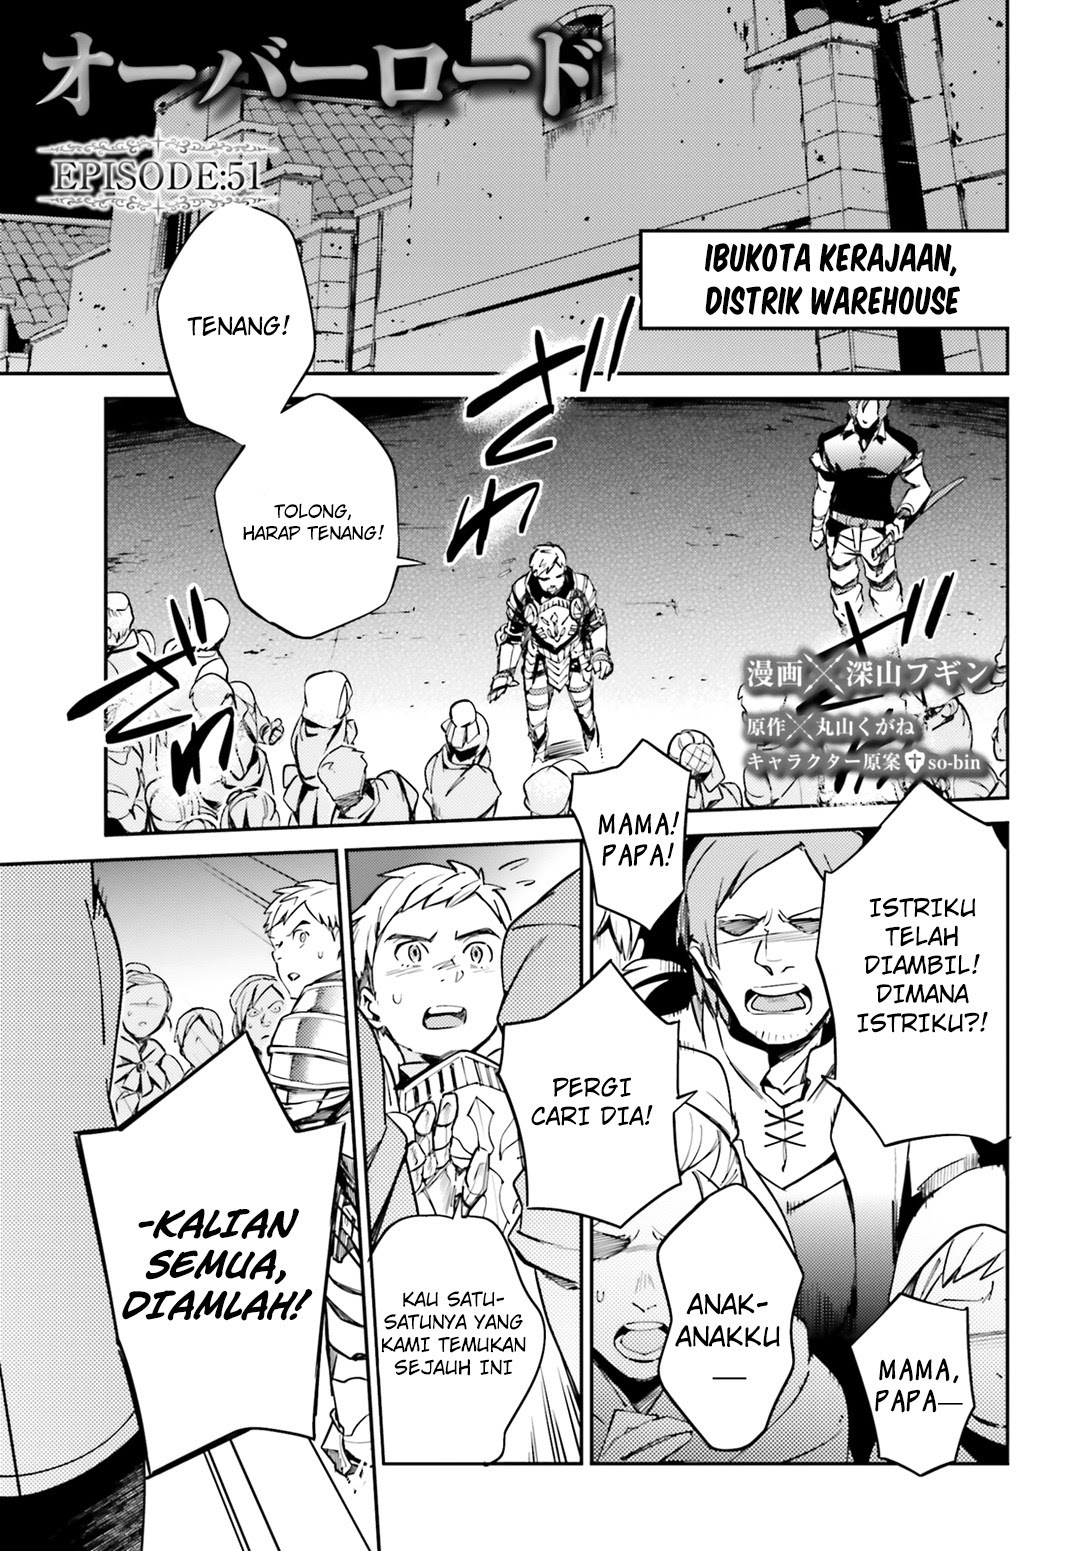 オーバーロード
EPISODE:51
IBUKOTA KERAJAAN,
DISTRIK WAREHOUSE
TENANG!
TOLONG,
HARAP TENANG!
ざわ
ざわ
漫画×深山フギン
原作×丸山くがね
キャラクター原案 so-bin
MAMA!
PAPA!
ISTRIKU
TELAH
DIAMBIL!
DIMANA
ISTRIKU?!
PERGI
CARI DIA!
ANAK-
ANAKKU
—
MAMA,
PAPA—
KAU SATU-
SATUNYA YANG
KAMI TEMUKAN
SEJAUH INI
-KALIAN
SEMUA,
DIAMLAH!